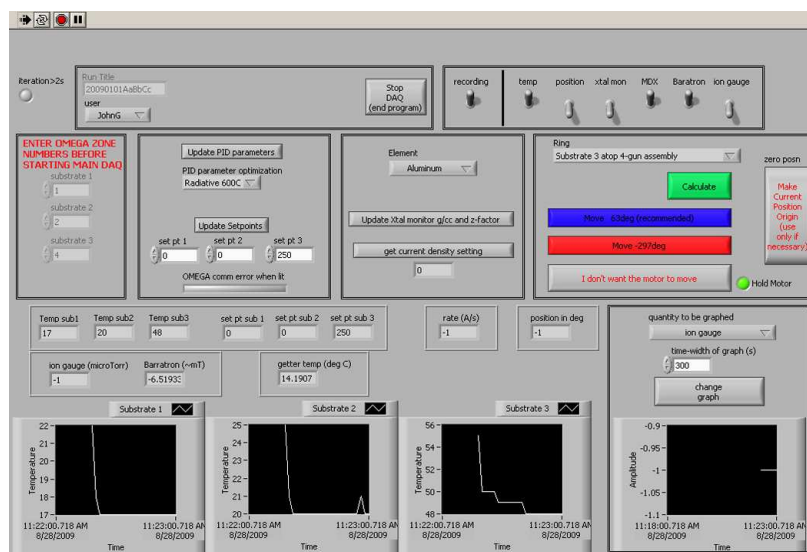 iteration>2s
Run Title
20090101AaBbCc
user
JohnG
Stop
DAQ
(end program)
recording
temp
position
xtal mon
MDX
Baratron
ion gauge
ENTER OMEGA ZONE
NUMBERS BEFORE
STARTING MAIN DAQ
substrate 1
1
substrate 2
2
substrate 3
4
Update PID parameters
PID parameter optimization
Radiative 600C
Update Setpoints
set pt 1
set pt 2
set pt 3
0
0
250
OMEGA comm error when lit
Element
Aluminum
Update Xtal monitor g/cc and z-factor
get current density setting
0
Ring
Substrate 3 atop 4-gun assembly
Calculate
Move 63deg (recommended)
Move -297deg
I don't want the motor to move
Hold Motor
zero posn
Make
Current
Position
Origin
(use
only if
necessary)
Temp sub1
Temp sub2
Temp sub3
set pt sub 1
set pt sub 2
set pt sub 3
17
20
48
0
0
250
rate (A/s)
-1
position in deg
-1
ion gauge (microTorr)
Barratron (~mT)
-1
-6.5193
getter temp (deg C)
14.1907
quantity to be graphed
ion gauge
time-width of graph (s)
300
change
graph
Substrate 1
22
21
20
19
18
17
Temperature
11:22:00.718 AM
8/28/2009
11:23:00.718 AM
8/28/2009
Time
Substrate 2
25
24
23
22
21
20
Temperature
11:22:00.718 AM
8/28/2009
11:23:00.718 AM
8/28/2009
Time
Substrate 3
56
54
52
50
48
Temperature
11:22:00.718 AM
8/28/2009
11:23:00.718 AM
8/28/2009
Time
-0.9
-0.95
-1
-1.05
-1.1
Amplitude
11:18:00.718 AM
8/28/2009
11:23:00.718 AM
8/28/2009
Time